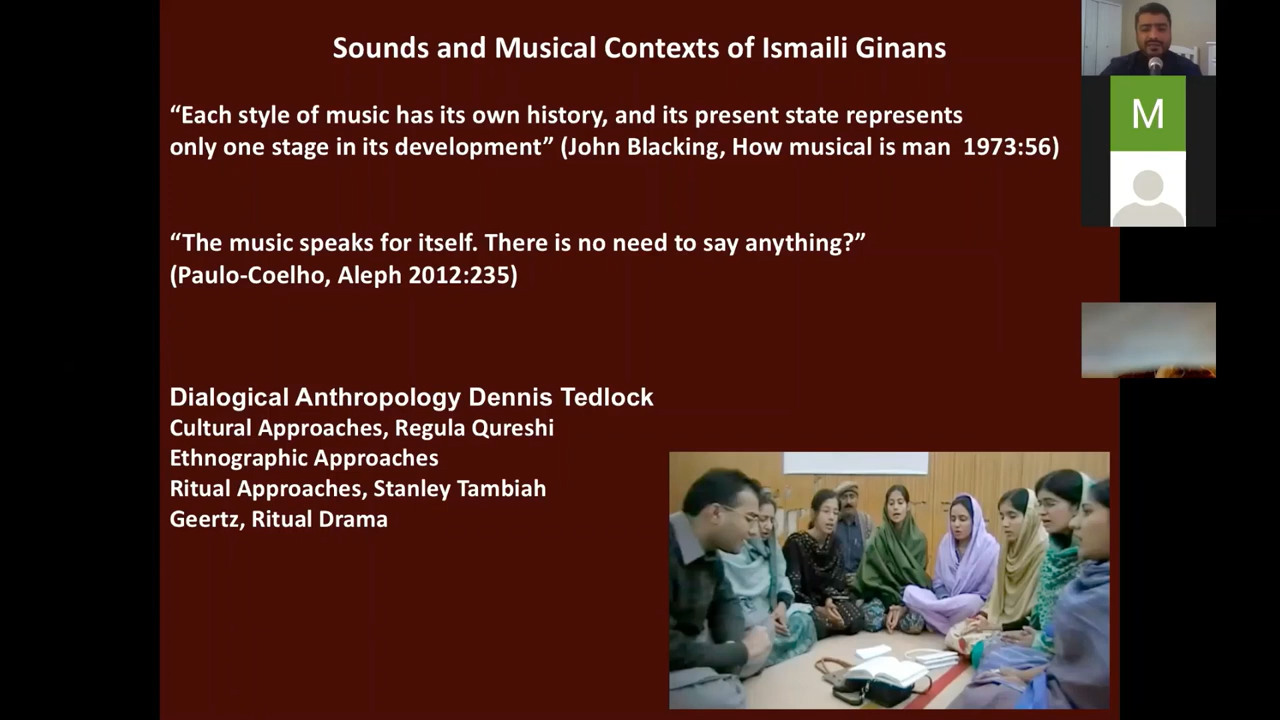 Sounds and Musical Contexts of Ismaili Ginans
“Each style of music has its own history, and its present state represents
only one stage in its development” (John Blacking, How musical is man 1973:56)
“The music speaks for itself. There is no need to say anything?”
(Paulo-Coelho, Aleph 2012:235)
Dialogical Anthropology Dennis Tedlock
Cultural Approaches, Regula Qureshi
Ethnographic Approaches
Ritual Approaches, Stanley Tambiah
Geertz, Ritual Drama
M